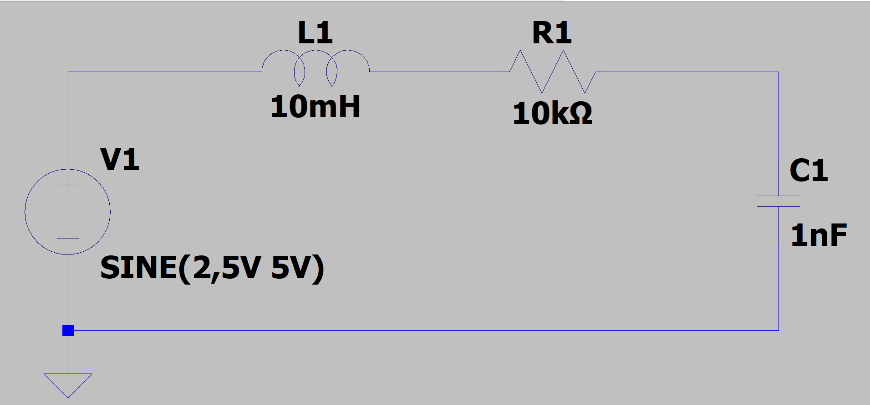 L1
10mH
R1
10kΩ
V1
SINE(2,5V 5V)
C1
1nF